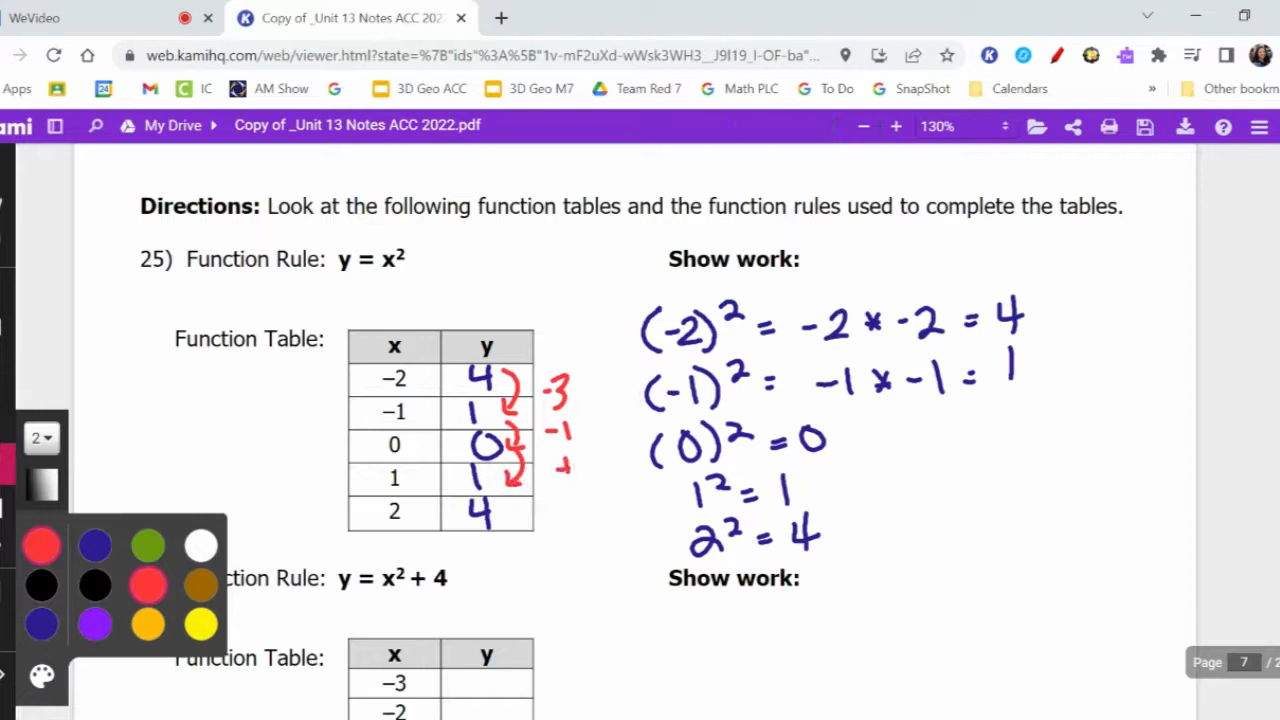 WeVideo
Copy of _Unit 13 Notes ACC 202
web.kamihq.com/web/viewer.html?state=%7B"ids"%3A%5B"1v-mF2uXd-wWsk3WH3__J9l19_I-OF-ba"...
Apps 24 IC AM Show 3D Geo ACC 3D Geo M7 Team Red 7 Math PLC To Do SnapShot Calendars » Other bookm
ami My Drive Copy of _Unit 13 Notes ACC 2022.pdf 130%
Directions: Look at the following function tables and the function rules used to complete the tables.
25) Function Rule: y = x² Show work:
(-2)² = -2 * -2 = 4
Function Table:
x y
−2 4
−1 1
0 0
1 1
2 4
-3
-1
+
(-1)² = -1 * -1 = 1
(0)² = 0
1² = 1
2² = 4
2
ction Rule: y = x² + 4 Show work:
Function Table:
x y
−3
−2
Page 7 / 2